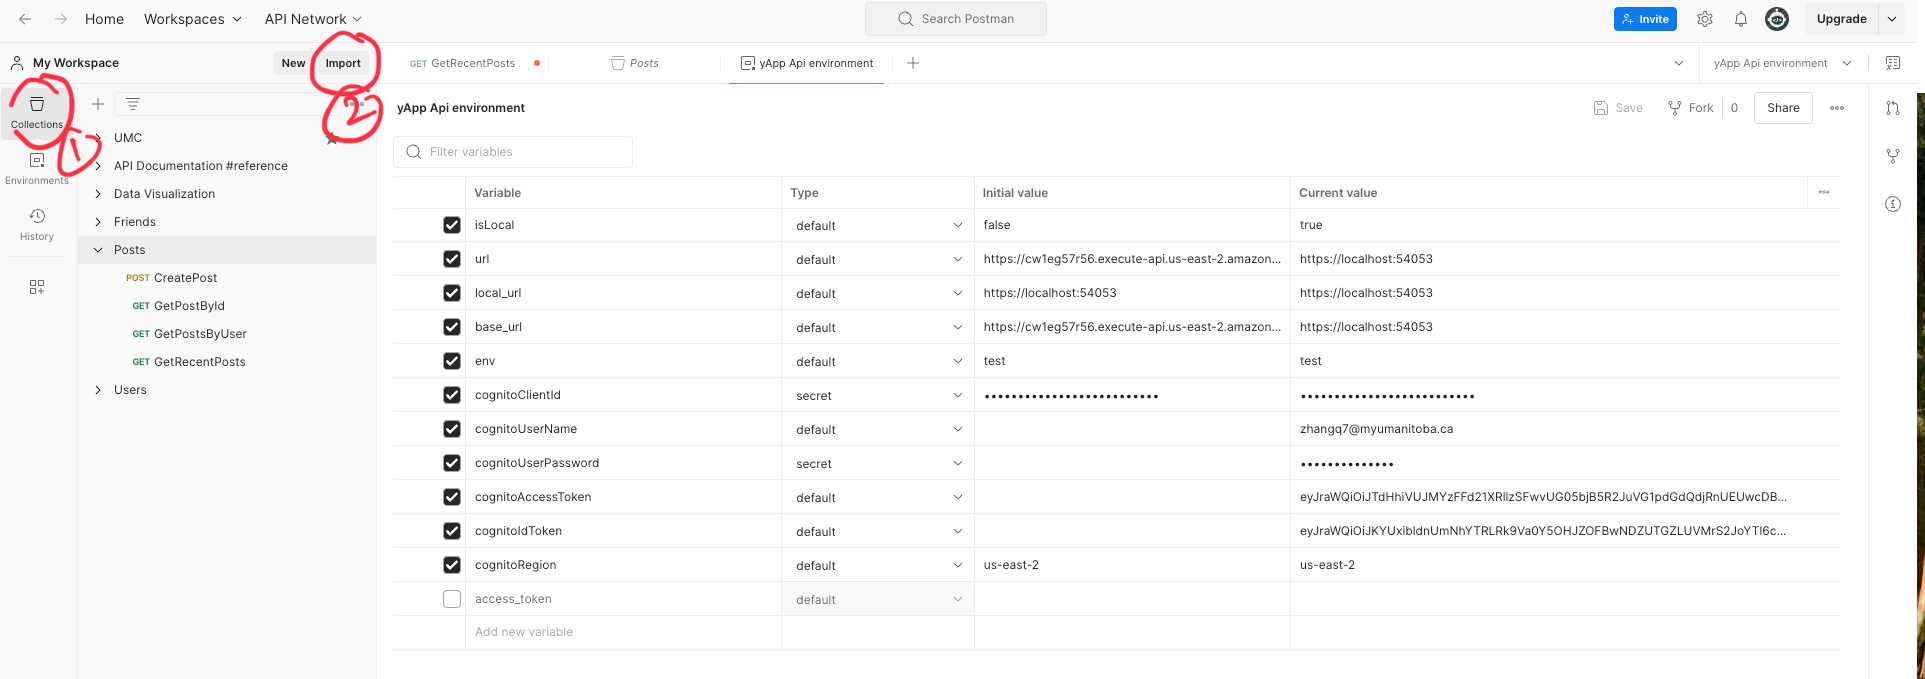 Home Workspaces API Network Search Postman Invite Upgrade
My Workspace New Import GET GetRecentPosts Posts yApp Api environment yApp Api environment
1
2
Collections
Environments
History
UMC
API Documentation #reference
Data Visualization
Friends
Posts
POST CreatePost
GET GetPostById
GET GetPostsByUser
GET GetRecentPosts
Users
yApp Api environment Save Fork 0 Share
Filter variables
Variable Type Initial value Current value
isLocal default false true
url default https://cw1eg57r56.execute-api.us-east-2.amazon... https://localhost:54053
local_url default https://localhost:54053 https://localhost:54053
base_url default https://cw1eg57r56.execute-api.us-east-2.amazon... https://localhost:54053
env default test test
cognitoClientId secret •••••••••••••••••••••••••• ••••••••••••••••••••••••••
cognitoUserName default zhangq7@myumanitoba.ca
cognitoUserPassword secret ••••••••••••••
cognitoAccessToken default
cognitoIdToken default
cognitoRegion default us-east-2 us-east-2
access_token default
Add new variable